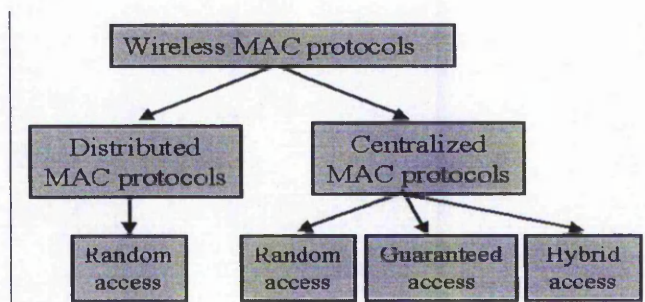 Wireless MAC protocols
Distributed
MAC protocols
Centralized
MAC protocols
Random
access
Random
access
Guaranteed
access
Hybrid
access